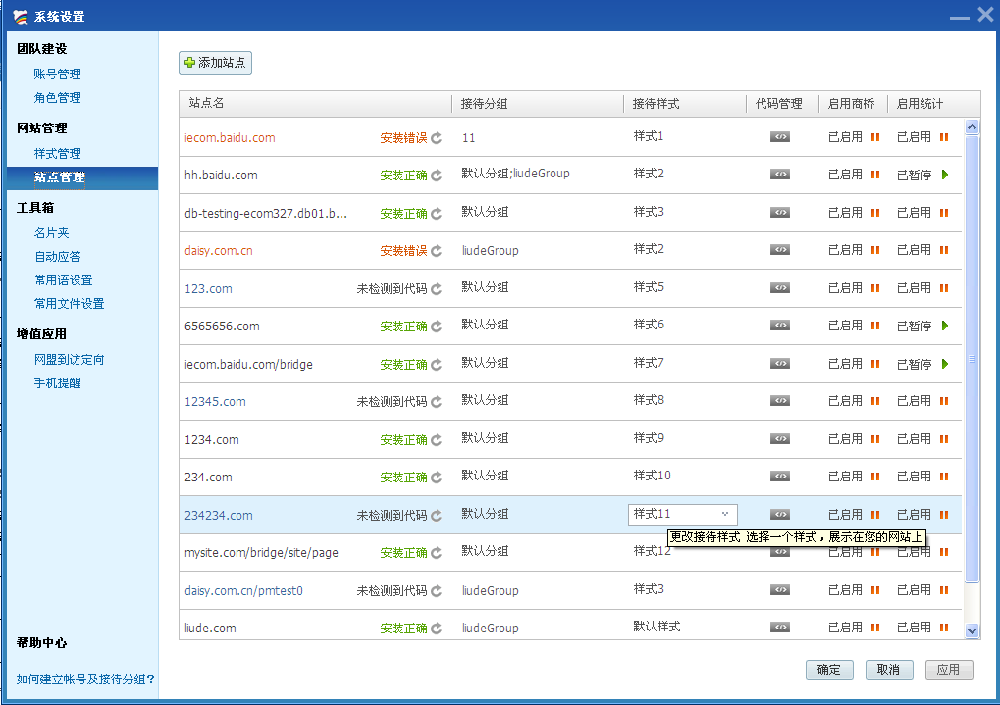 系统设置
团队建设
账号管理
角色管理
网站管理
样式管理
站点管理
工具箱
名片夹
自动应答
常用语设置
常用文件设置
增值应用
网盟到访定向
手机提醒
帮助中心
如何建立帐号及接待分组?
添加站点
站点名 接待分组 接待样式 代码管理 启用商桥 启用统计
iecom.baidu.com 安装错误 11 样式1 已启用 已启用
hh.baidu.com 安装正确 默认分组;liudeGroup 样式2 已启用 已暂停
db-testing-ecom327.db01.b... 安装正确 默认分组 样式3 已启用 已启用
daisy.com.cn 安装错误 liudeGroup 样式2 已启用 已启用
123.com 未检测到代码 默认分组 样式5 已启用 已启用
6565656.com 安装正确 默认分组 样式6 已启用 已暂停
iecom.baidu.com/bridge 安装正确 默认分组 样式7 已启用 已暂停
12345.com 未检测到代码 默认分组 样式8 已启用 已启用
1234.com 安装正确 默认分组 样式9 已启用 已启用
234.com 安装正确 默认分组 样式10 已启用 已启用
234234.com 未检测到代码 默认分组 样式11 已启用 已启用
更改接待样式 选择一个样式，展示在您的网站上
mysite.com/bridge/site/page 安装正确 默认分组 样式12 已启用 已启用
daisy.com.cn/pmtest0 未检测到代码 liudeGroup 样式3 已启用 已启用
liude.com 安装正确 liudeGroup 默认样式 已启用 已启用
确定 取消 应用